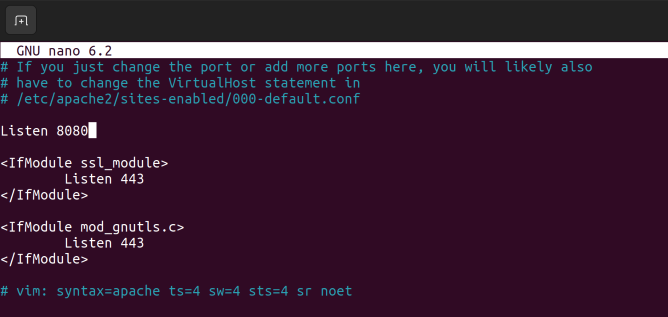 GNU nano 6.2
# If you just change the port or add more ports here, you will likely also
# have to change the VirtualHost statement in
# /etc/apache2/sites-enabled/000-default.conf
Listen 8080
<IfModule ssl_module>
        Listen 443
</IfModule>
<IfModule mod_gnutls.c>
        Listen 443
</IfModule>
# vim: syntax=apache ts=4 sw=4 sts=4 sr noet